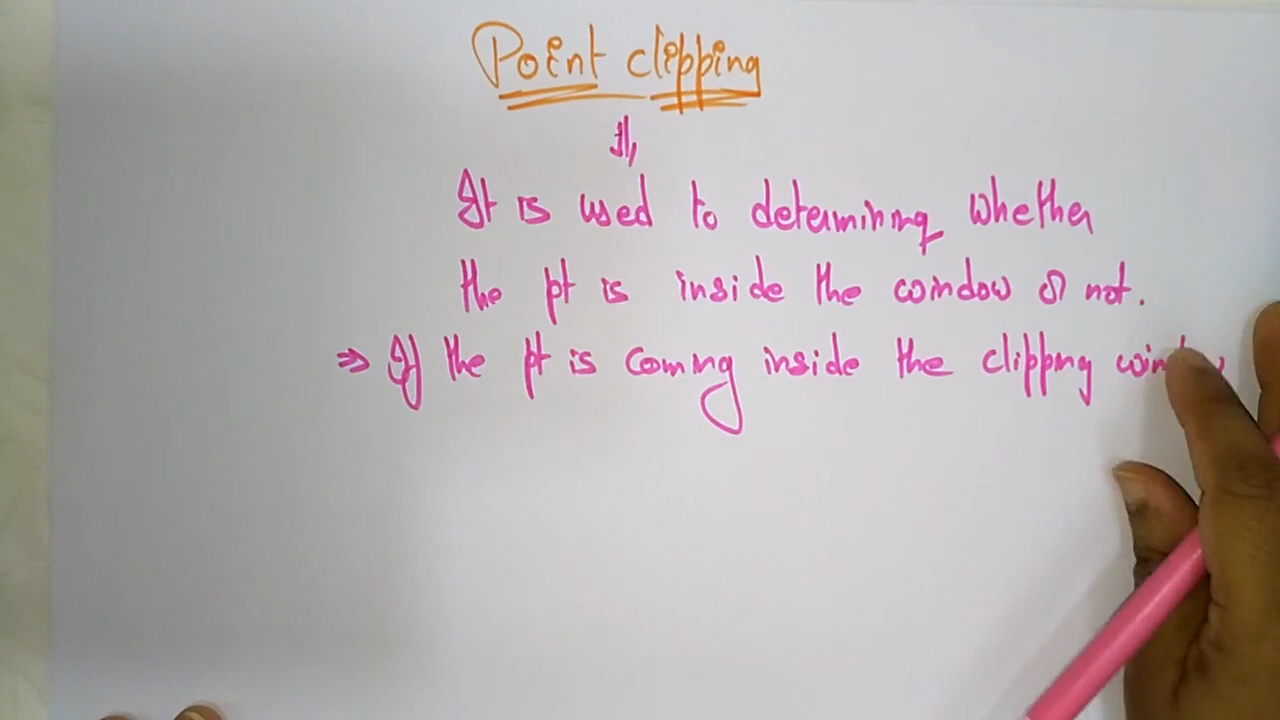 Point clipping
It is used to determining whether
the pt is inside the window or not.
⇒ If the pt is coming inside the clipping window